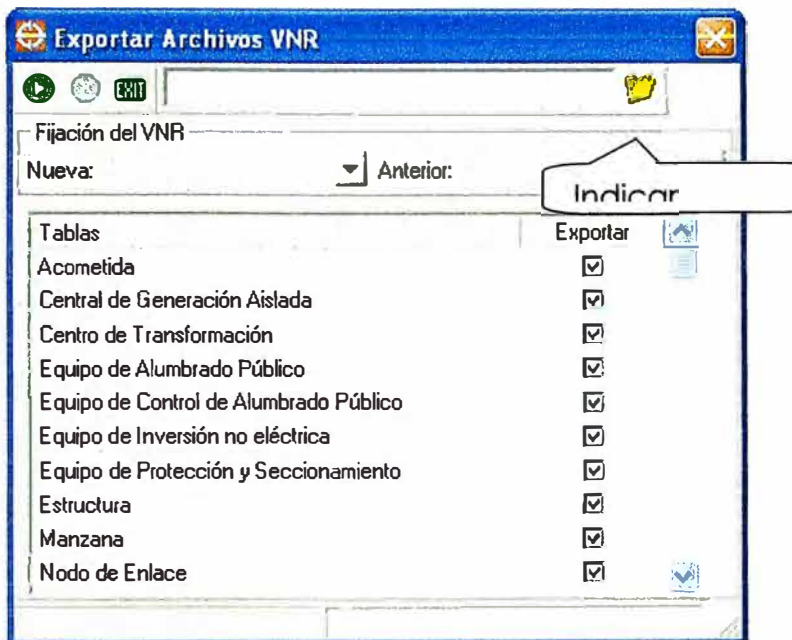 Exportar Archivos VNR
EXIT
Fijación del VNR
Nueva: Anterior:
Indicar
Tablas Exportar
Acometida
Central de Generación Aislada
Centro de Transformación
Equipo de Alumbrado Público
Equipo de Control de Alumbrado Público
Equipo de Inversión no eléctrica
Equipo de Protección y Seccionamiento
Estructura
Manzana
Nodo de Enlace